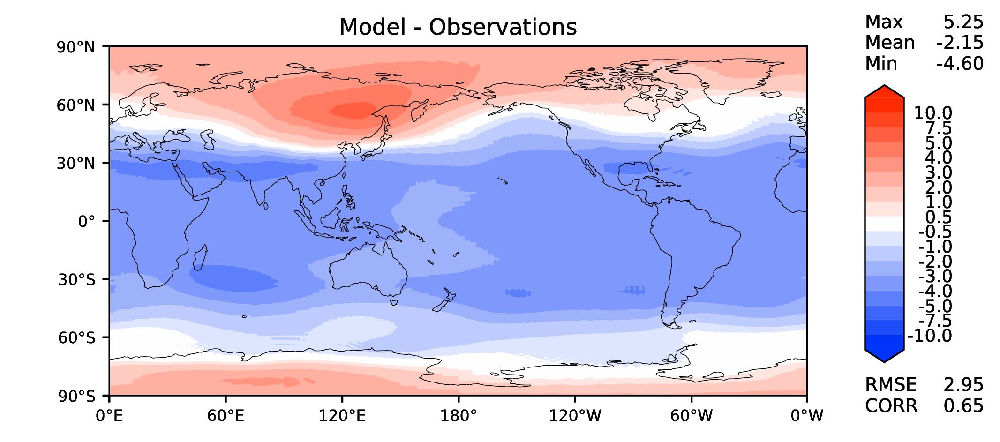 Model - Observations
Max 5.25
Mean -2.15
Min -4.60
90°N
60°N
30°N
0°
30°S
60°S
90°S
0°E 60°E 120°E 180° 120°W 60°W 0°W
10.0
7.5
5.0
4.0
3.0
2.0
1.0
0.5
-0.5
-1.0
-2.0
-3.0
-4.0
-5.0
-7.5
-10.0
RMSE 2.95
CORR 0.65